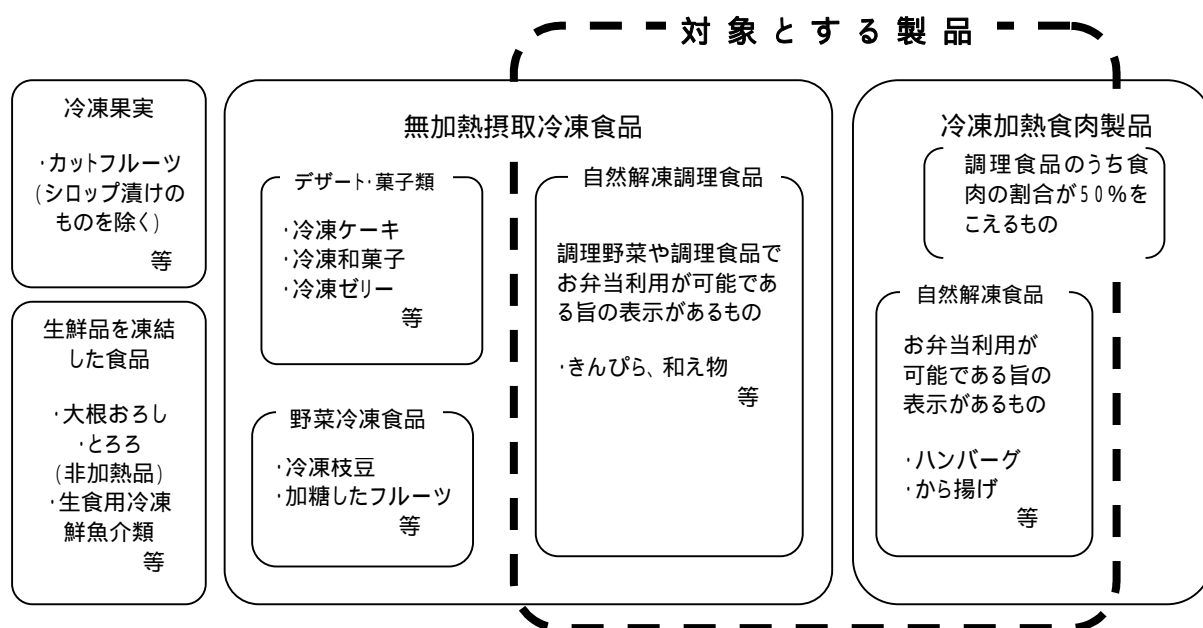 対象とする製品
冷凍果実
・カットフルーツ
(シロップ漬けの
ものを除く)
等
生鮮品を凍結
した食品
・大根おろし
・とろろ
(非加熱品)
・生食用冷凍
鮮魚介類
等
無加熱摂取冷凍食品
デザート・菓子類
・冷凍ケーキ
・冷凍和菓子
・冷凍ゼリー
等
野菜冷凍食品
・冷凍枝豆
・加糖したフルーツ
等
自然解凍調理食品
調理野菜や調理食品で
お弁当利用が可能であ
る旨の表示があるもの
・きんぴら、和え物
等
冷凍加熱食肉製品
調理食品のうち食
肉の割合が50%を
こえるもの
自然解凍食品
お弁当利用が
可能である旨の
表示があるもの
・ハンバーグ
・から揚げ
等